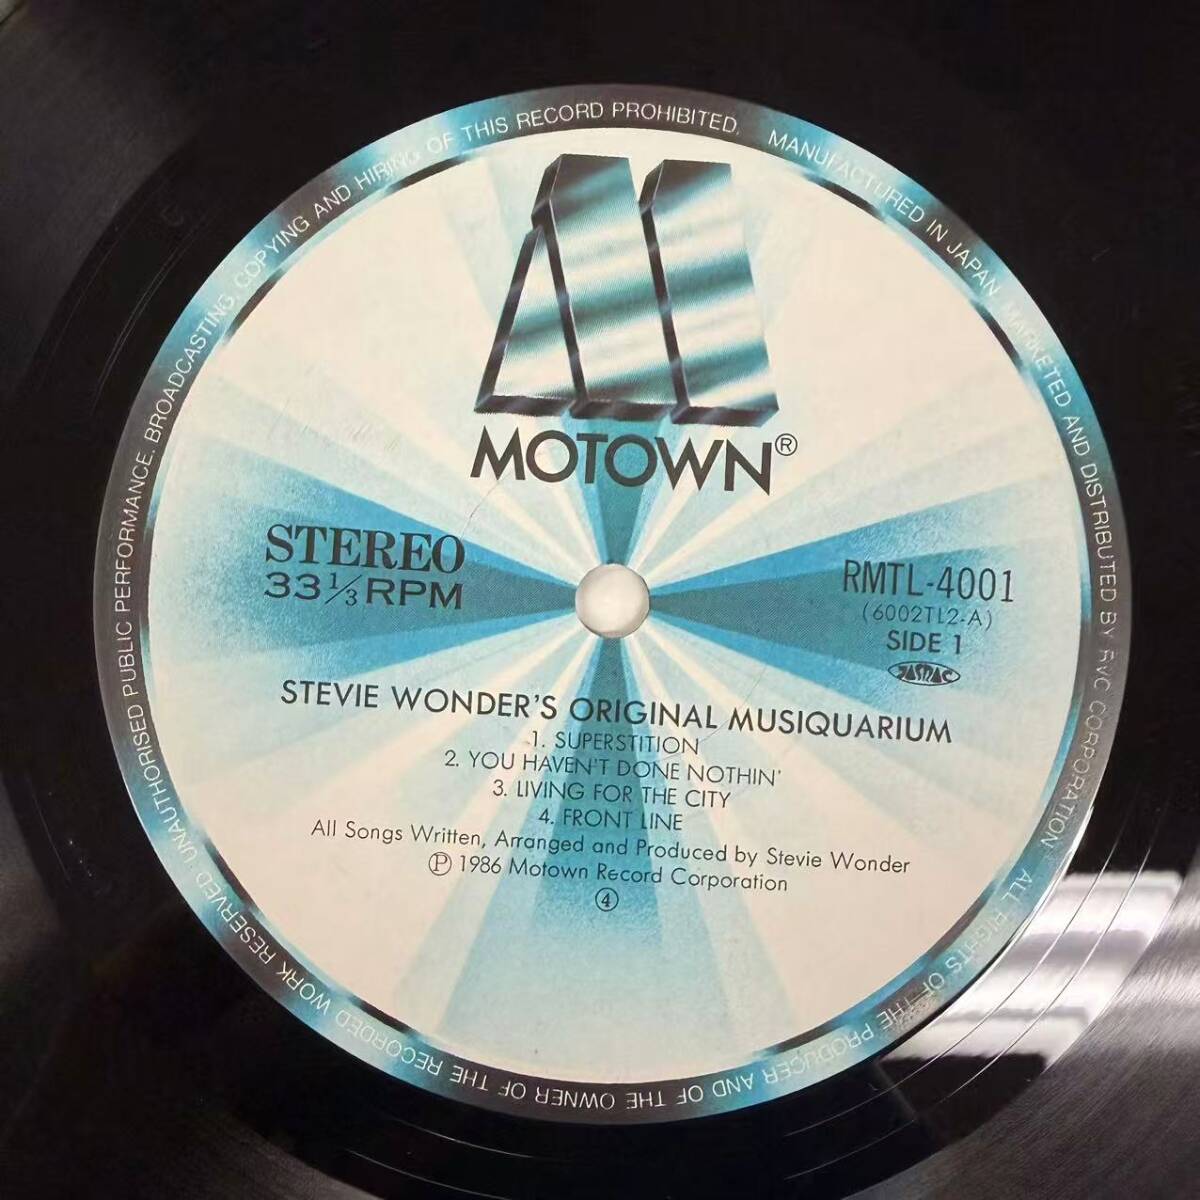 MOTOWN®
STEREO
33 1/3 RPM
RMTL-4001
(6002TL2-A)
SIDE 1
JASRAC
STEVIE WONDER'S ORIGINAL MUSIQUARIUM
1. SUPERSTITION
2. YOU HAVEN'T DONE NOTHIN'
3. LIVING FOR THE CITY
4. FRONT LINE
All Songs Written, Arranged and Produced by Stevie Wonder
Ⓟ 1986 Motown Record Corporation
④
MANUFACTURED IN JAPAN. MARKETED AND DISTRIBUTED BY RVC CORPORATION ALL RIGHTS OF THE PRODUCER AND OF THE OWNER OF THE RECORDED WORK RESERVED. UNAUTHORISED PUBLIC PERFORMANCE, BROADCASTING, COPYING AND HIRING OF THIS RECORD PROHIBITED.